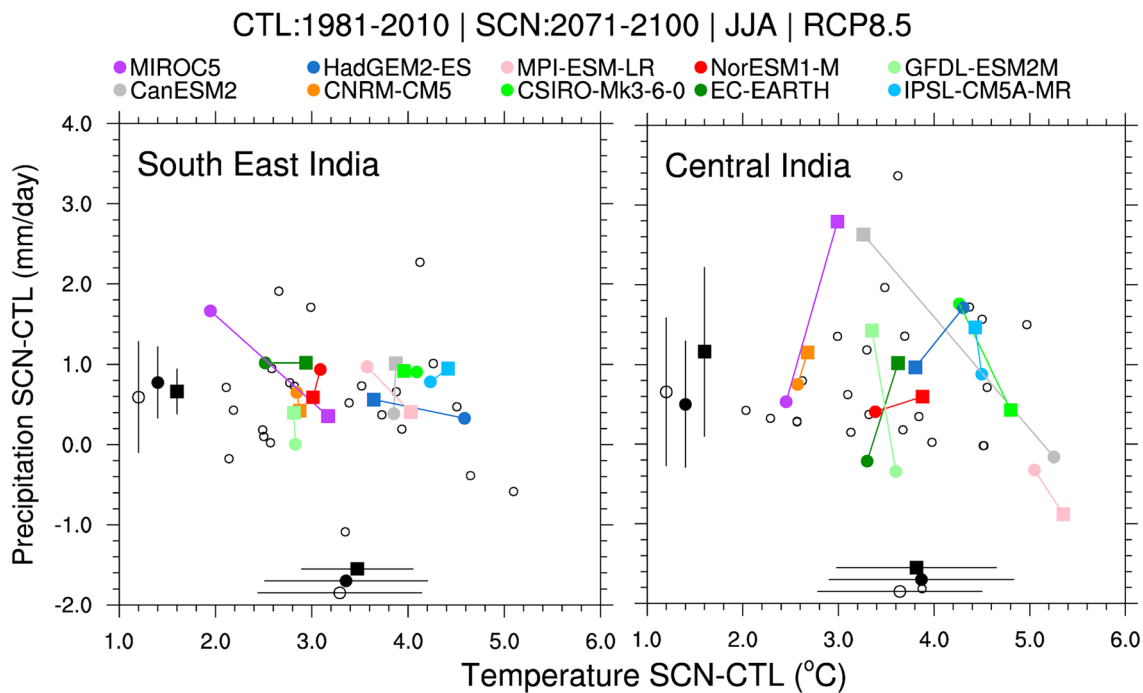 CTL:1981-2010 | SCN:2071-2100 | JJA | RCP8.5
MIROC5 HadGEM2-ES MPI-ESM-LR NorESM1-M GFDL-ESM2M
CanESM2 CNRM-CM5 CSIRO-Mk3-6-0 EC-EARTH IPSL-CM5A-MR
Precipitation SCN-CTL (mm/day)
4.0
3.0
2.0
1.0
0.0
-1.0
-2.0
South East India
1.0 2.0 3.0 4.0 5.0 6.0
Central India
1.0 2.0 3.0 4.0 5.0 6.0
Temperature SCN-CTL (°C)